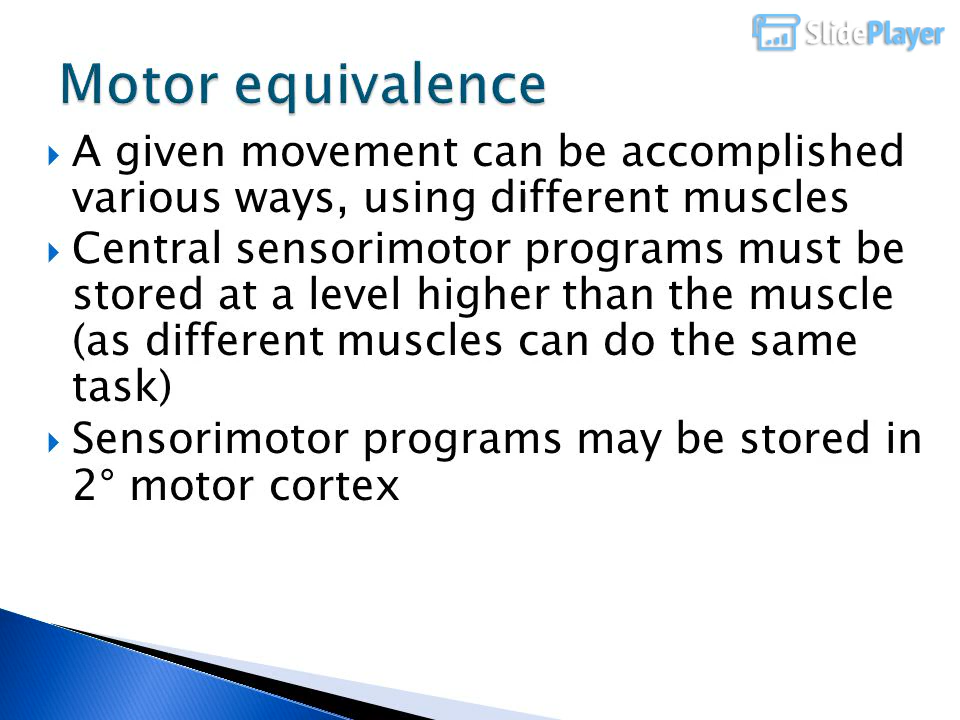 SlidePlayer
Motor equivalence
A given movement can be accomplished
various ways, using different muscles
Central sensorimotor programs must be
stored at a level higher than the muscle
(as different muscles can do the same
task)
Sensorimotor programs may be stored in
2° motor cortex